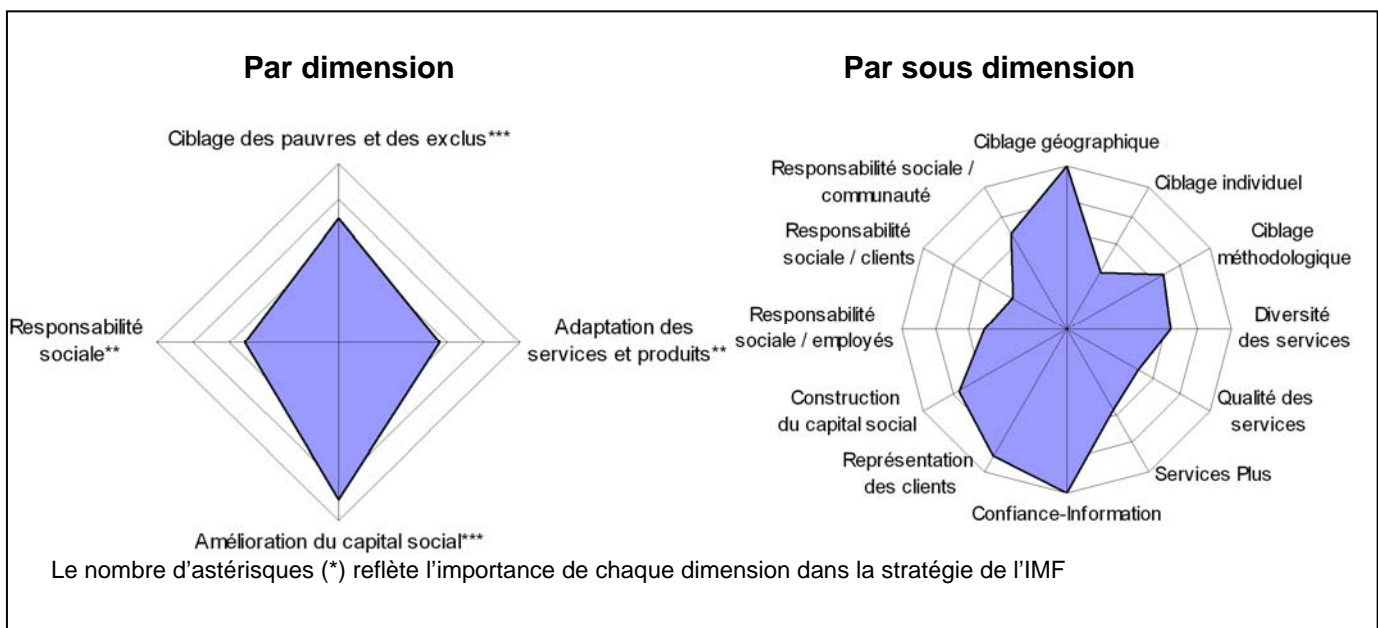 Par dimension
Ciblage des pauvres et des exclus***
Responsabilité
sociale**
Adaptation des
services et produits**
Amélioration du capital social***
Par sous dimension
Ciblage géographique
Ciblage individuel
Ciblage
méthodologique
Diversité
des services
Qualité des
services
Services Plus
Confiance-Information
Représentation
des clients
Construction
du capital social
Responsabilité
sociale / employés
Responsabilité
sociale / clients
Responsabilité sociale /
communauté
Le nombre d'astérisques (*) reflète l'importance de chaque dimension dans la stratégie de l'IMF